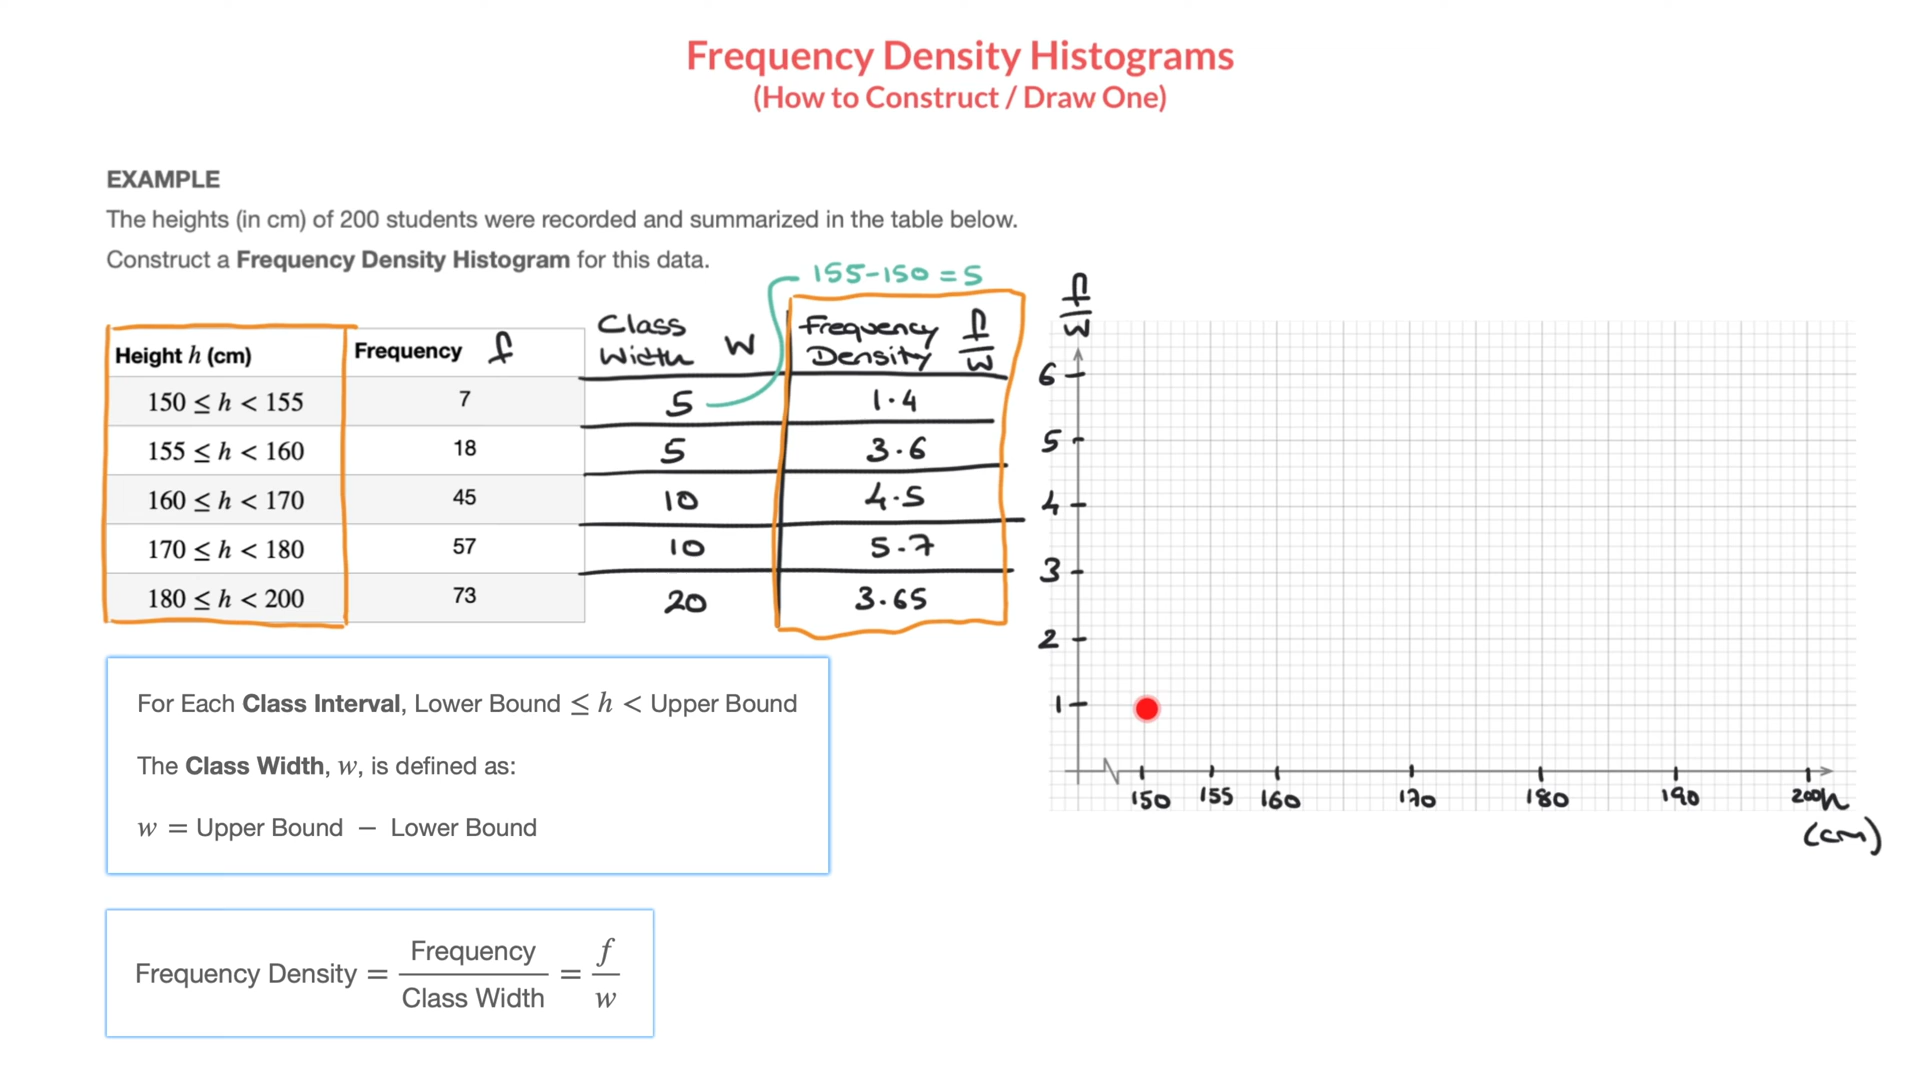 Frequency Density Histograms
(How to Construct / Draw One)
EXAMPLE
The heights (in cm) of 200 students were recorded and summarized in the table below.
Construct a Frequency Density Histogram for this data.
155-150 = 5
Height h (cm) Frequency f Class Width w Frequency Density f/w
150 ≤ h < 155 7 5 1.4
155 ≤ h < 160 18 5 3.6
160 ≤ h < 170 45 10 4.5
170 ≤ h < 180 57 10 5.7
180 ≤ h < 200 73 20 3.65
For Each Class Interval, Lower Bound ≤ h < Upper Bound
The Class Width, w, is defined as:
w = Upper Bound − Lower Bound
Frequency Density = Frequency / Class Width = f / w
f/w
6
5
4
3
2
1
150 155 160 170 180 190 200 h
(cm)